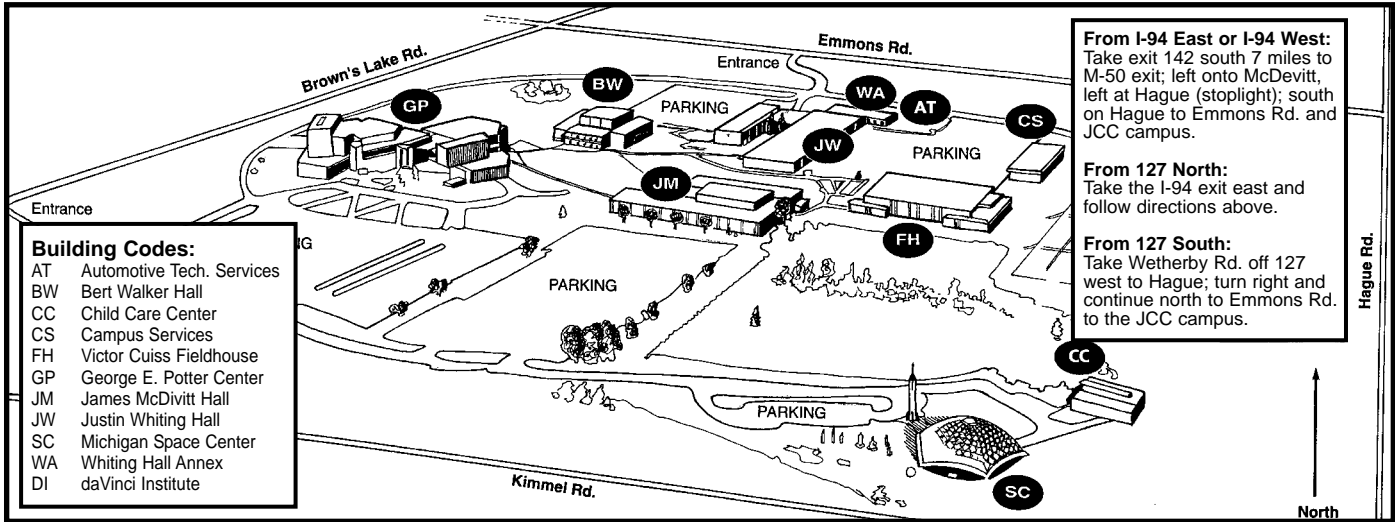 Brown's Lake Rd.
Emmons Rd.
Entrance
BW
PARKING
WA
AT
GP
CS
JW
PARKING
JM
FH
Entrance
NG
PARKING
PARKING
CC
SC
Kimmel Rd.
Hague Rd.
North
From I-94 East or I-94 West:
Take exit 142 south 7 miles to
M-50 exit; left onto McDevitt,
left at Hague (stoplight); south
on Hague to Emmons Rd. and
JCC campus.
From 127 North:
Take the I-94 exit east and
follow directions above.
From 127 South:
Take Wetherby Rd. off 127
west to Hague; turn right and
continue north to Emmons Rd.
to the JCC campus.
Building Codes:
AT Automotive Tech. Services
BW Bert Walker Hall
CC Child Care Center
CS Campus Services
FH Victor Cuiss Fieldhouse
GP George E. Potter Center
JM James McDivitt Hall
JW Justin Whiting Hall
SC Michigan Space Center
WA Whiting Hall Annex
DI daVinci Institute